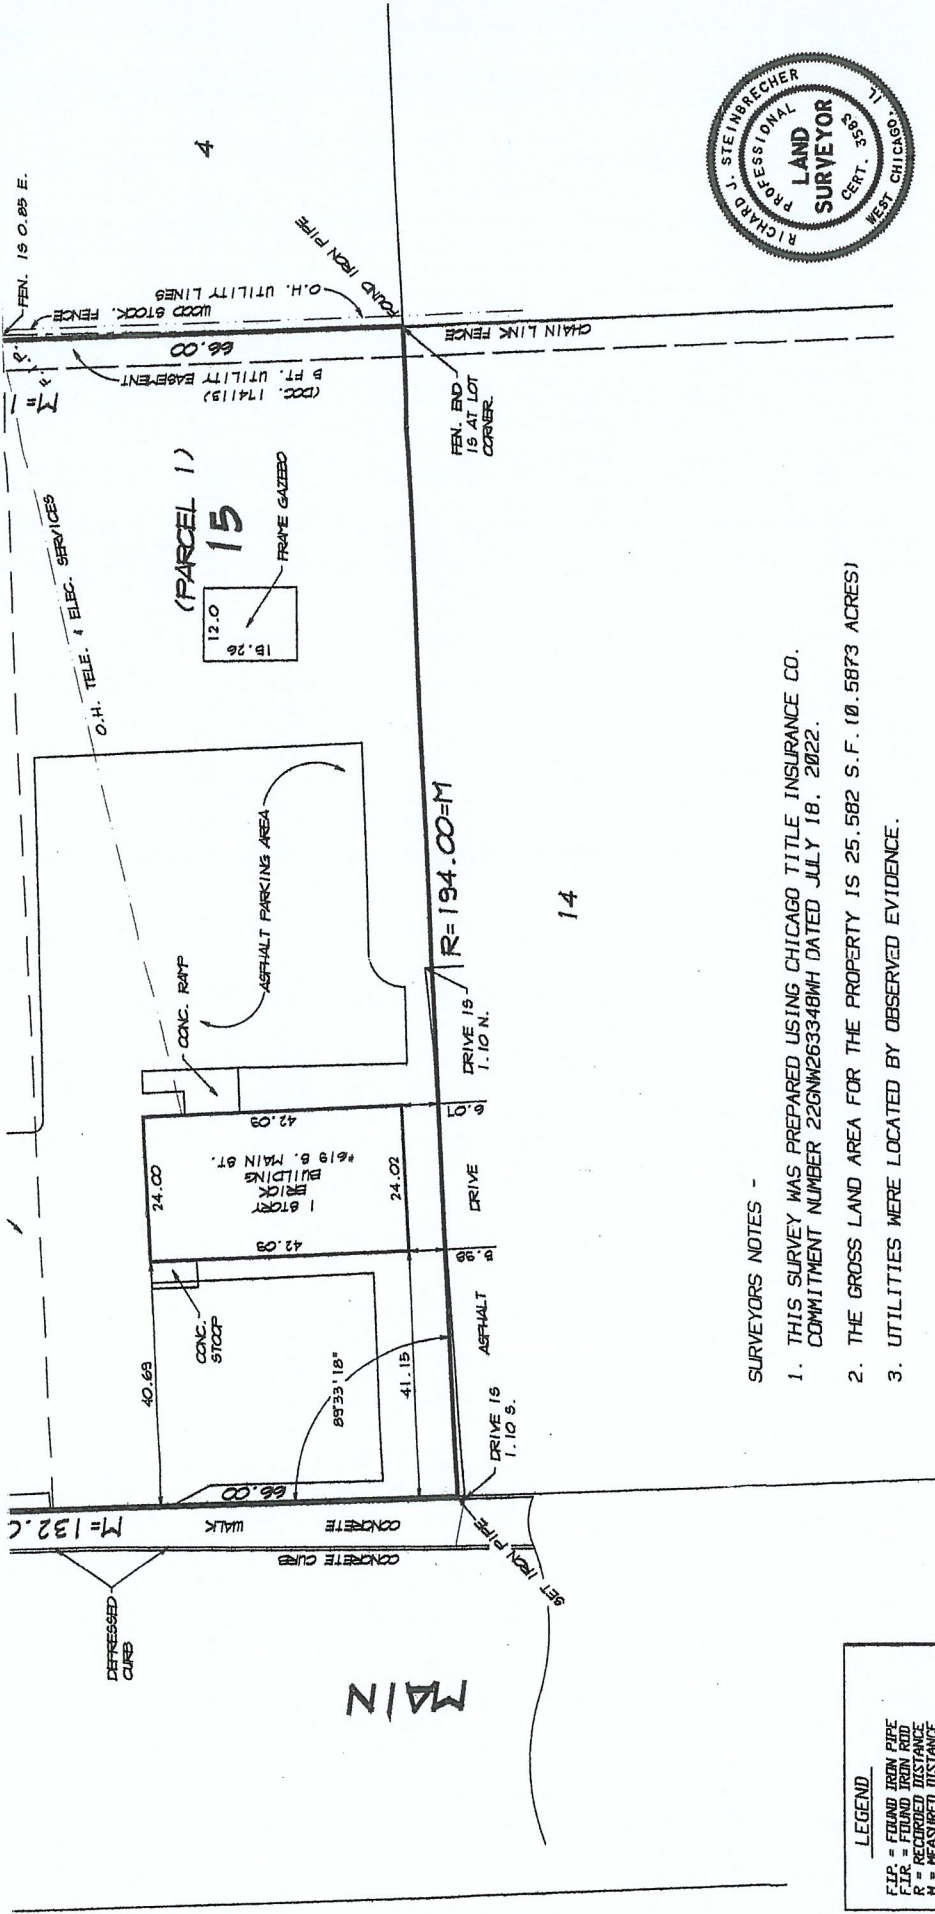 FEN. IS 0.85 E.
4
WOOD STOCK. FENCE
O.H. UTILITY LINES
FOUND IRON PIPE
66.00
5 FT. UTILITY EASEMENT
(DOC. 174113)
CHAIN LINK FENCE
FEN. END
IS AT LOT
CORNER.
(PARCEL 1)
15
FRAME GAZEBO
12.0
15.26
O.H. TELE. & ELEC. SERVICES
ASPHALT PARKING AREA
CONC. RAMP
R=194.00=M
14
DRIVE IS
1.10 N.
6.01
42.09
24.00
1 STORY
BRICK
BUILDING
#619 S. MAIN ST.
24.02
42.09
DRIVE
5.99
CONC.
STOOP
ASPHALT
40.69
89°33'18"
41.15
DRIVE IS
1.10 S.
66.00
M=132.0
CONCRETE WALK
CONCRETE CURB
SET IRON PIPE
DEPRESSED
CURB
MAIN
SURVEYORS NOTES -
1. THIS SURVEY WAS PREPARED USING CHICAGO TITLE INSURANCE CO.
COMMITMENT NUMBER 22GNW263348WH DATED JULY 18, 2022.
2. THE GROSS LAND AREA FOR THE PROPERTY IS 25,582 S.F. (0.5873 ACRES)
3. UTILITIES WERE LOCATED BY OBSERVED EVIDENCE.
RICHARD J. STEINBRECHER
PROFESSIONAL
LAND
SURVEYOR
CERT. 3583
WEST CHICAGO, IL
LEGEND
F.I.P. = FOUND IRON PIPE
F.I.R. = FOUND IRON ROD
R = RECORDED DISTANCE
M = MEASURED DISTANCE